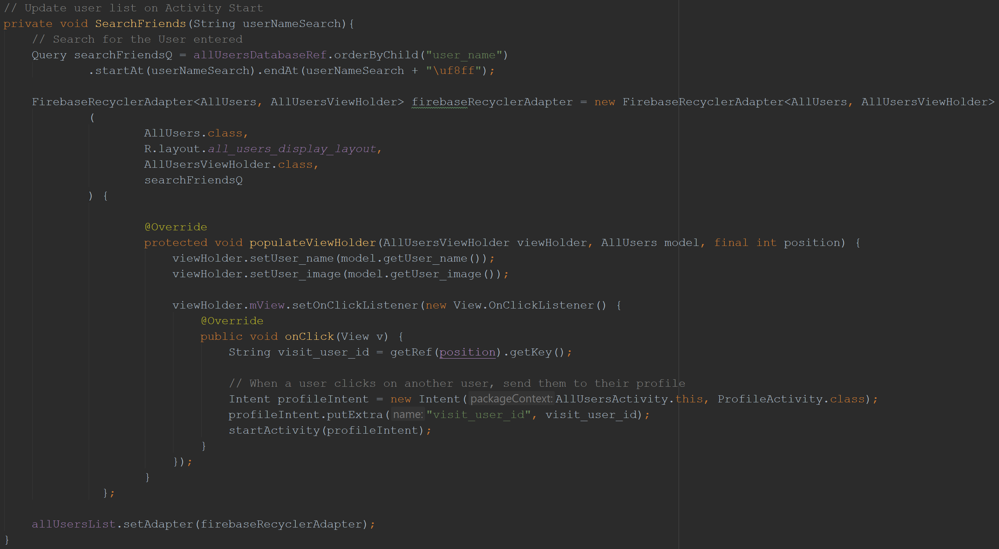 // Update user list on Activity Start
private void SearchFriends(String userNameSearch){
    // Search for the User entered
    Query searchFriendsQ = allUsersDatabaseRef.orderByChild("user_name")
            .startAt(userNameSearch).endAt(userNameSearch + "\uf8ff");

    FirebaseRecyclerAdapter<AllUsers, AllUsersViewHolder> firebaseRecyclerAdapter = new FirebaseRecyclerAdapter<AllUsers, AllUsersViewHolder>
            (
                    AllUsers.class,
                    R.layout.all_users_display_layout,
                    AllUsersViewHolder.class,
                    searchFriendsQ
            ) {

                    @Override
                    protected void populateViewHolder(AllUsersViewHolder viewHolder, AllUsers model, final int position) {
                        viewHolder.setUser_name(model.getUser_name());
                        viewHolder.setUser_image(model.getUser_image());

                        viewHolder.mView.setOnClickListener(new View.OnClickListener() {
                            @Override
                            public void onClick(View v) {
                                String visit_user_id = getRef(position).getKey();

                                // When a user clicks on another user, send them to their profile
                                Intent profileIntent = new Intent( packageContext: AllUsersActivity.this, ProfileActivity.class);
                                profileIntent.putExtra( name: "visit_user_id", visit_user_id);
                                startActivity(profileIntent);
                            }
                        });
                    }
              };

    allUsersList.setAdapter(firebaseRecyclerAdapter);
}